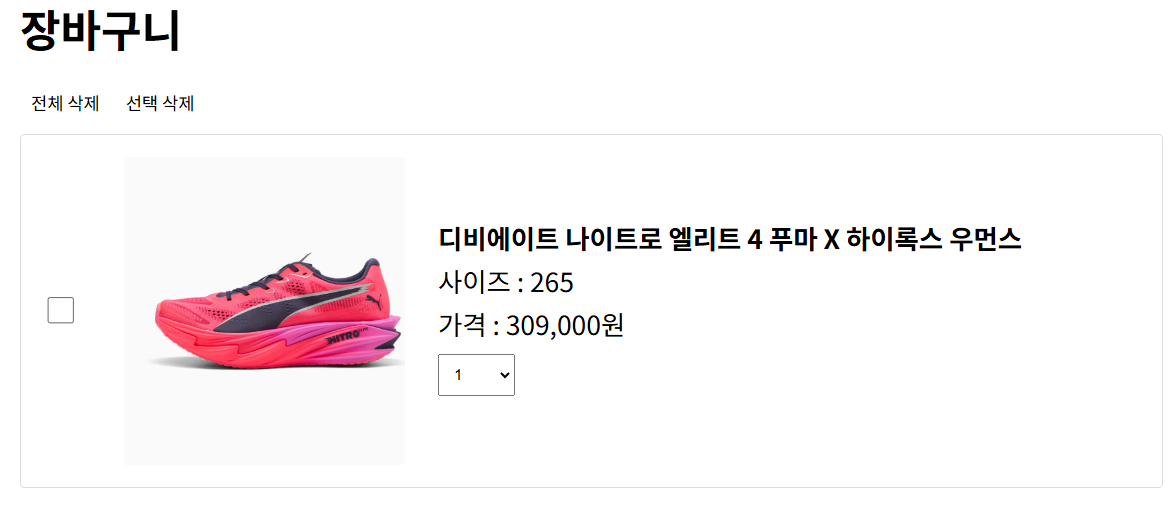 장바구니
전체 삭제 선택 삭제
디비에이트 나이트로 엘리트 4 푸마 X 하이록스 우먼스
사이즈 : 265
가격 : 309,000원
NITRO
1